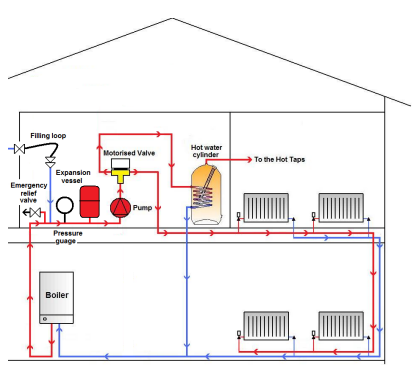 Filling loop
Motorised Valve
Hot water
cylinder
To the Hot Taps
Expansion
vessel
Emergency
relief
valve
Pump
Pressure
guage
Boiler